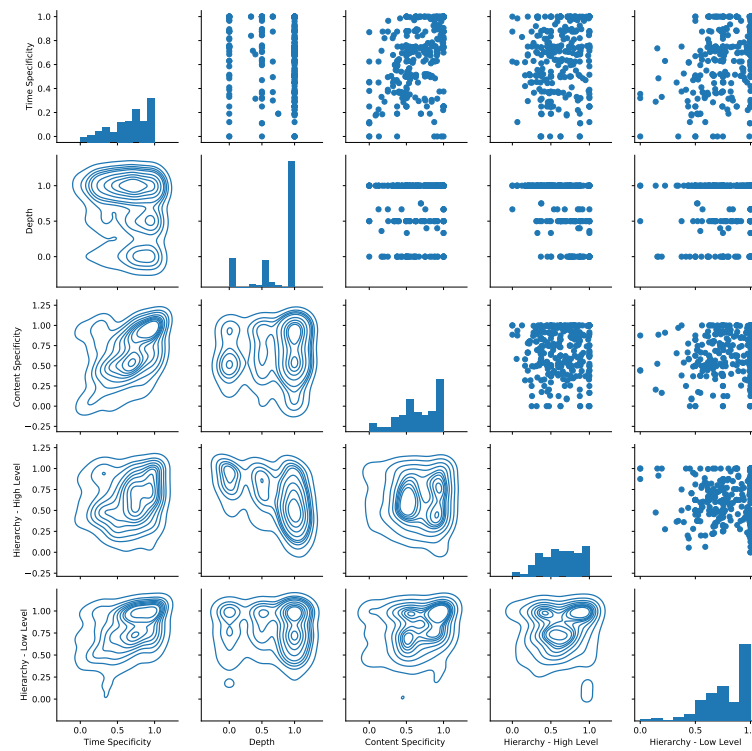 1.0
0.8
0.6
0.4
0.2
0.0
Time Specificity
1.0
0.5
0.0
Depth
1.25
1.00
0.75
0.50
0.25
0.00
−0.25
Content Specificity
1.25
1.00
0.75
0.50
0.25
0.00
−0.25
Hierarchy - High Level
1.00
0.75
0.50
0.25
0.00
Hierarchy - Low Level
0.0 0.5 1.0
0.0 0.5 1.0
0.0 0.5 1.0
0.0 0.5 1.0
0.0 0.5 1.0
Time Specificity
Depth
Content Specificity
Hierarchy - High Level
Hierarchy - Low Level